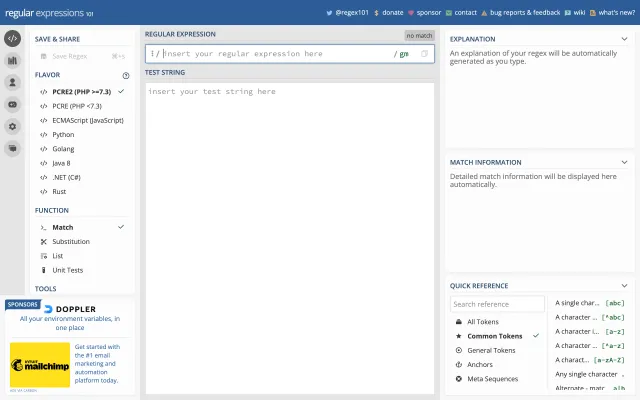 regular expressions 101
@regex101
donate
sponsor
contact
bug reports & feedback
wiki
what's new?
SAVE & SHARE
Save Regex
⌘+s
FLAVOR
</> PCRE2 (PHP >=7.3)
</> PCRE (PHP <7.3)
</> ECMAScript (JavaScript)
</> Python
</> Golang
</> Java 8
</> .NET (C#)
</> Rust
FUNCTION
Match
Substitution
List
Unit Tests
TOOLS
SPONSORS
DOPPLER
All your environment variables, in
one place
intuit
mailchimp
Get started with
the #1 email
marketing and
automation
platform today.
ADS VIA CARBON
REGULAR EXPRESSION
no match
/ insert your regular expression here
/ gm
TEST STRING
insert your test string here
EXPLANATION
An explanation of your regex will be automatically
generated as you type.
MATCH INFORMATION
Detailed match information will be displayed here
automatically.
QUICK REFERENCE
Search reference
All Tokens
Common Tokens
General Tokens
Anchors
Meta Sequences
A single char... [abc]
A character ... [^abc]
A character i... [a-z]
A character ... [^a-z]
A charact... [a-zA-Z]
Any single character .
Alternate - matc... a|b